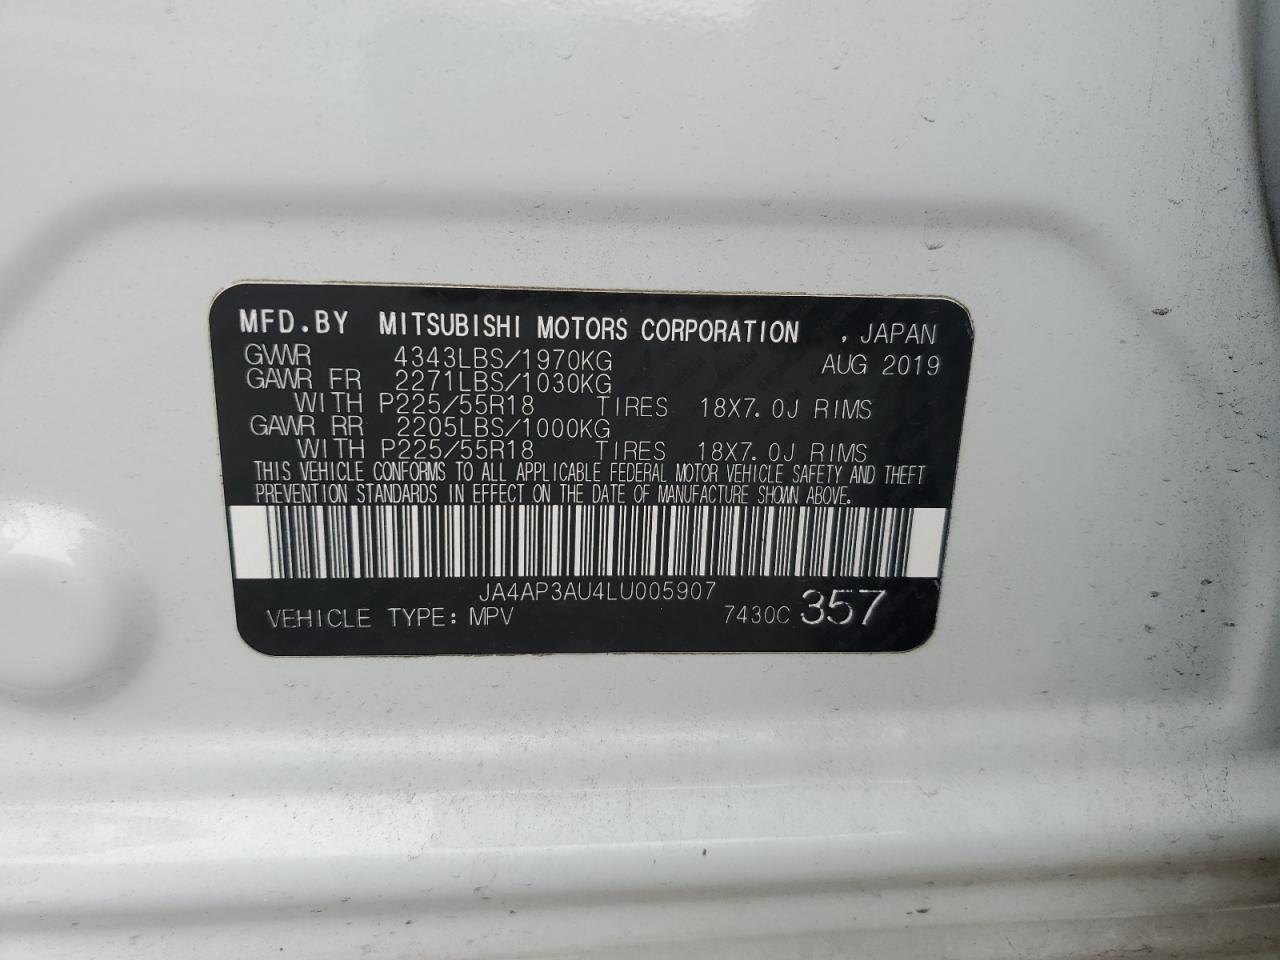 MFD.BY MITSUBISHI MOTORS CORPORATION , JAPAN
GVWR 4343LBS/1970KG AUG 2019
GAWR FR 2271LBS/1030KG
WITH P225/55R18 TIRES 18X7.0J RIMS
GAWR RR 2205LBS/1000KG
WITH P225/55R18 TIRES 18X7.0J RIMS
THIS VEHICLE CONFORMS TO ALL APPLICABLE FEDERAL MOTOR VEHICLE SAFETY AND THEFT
PREVENTION STANDARDS IN EFFECT ON THE DATE OF MANUFACTURE SHOWN ABOVE.
JA4AP3AU4LU005907
VEHICLE TYPE: MPV 7430C 357